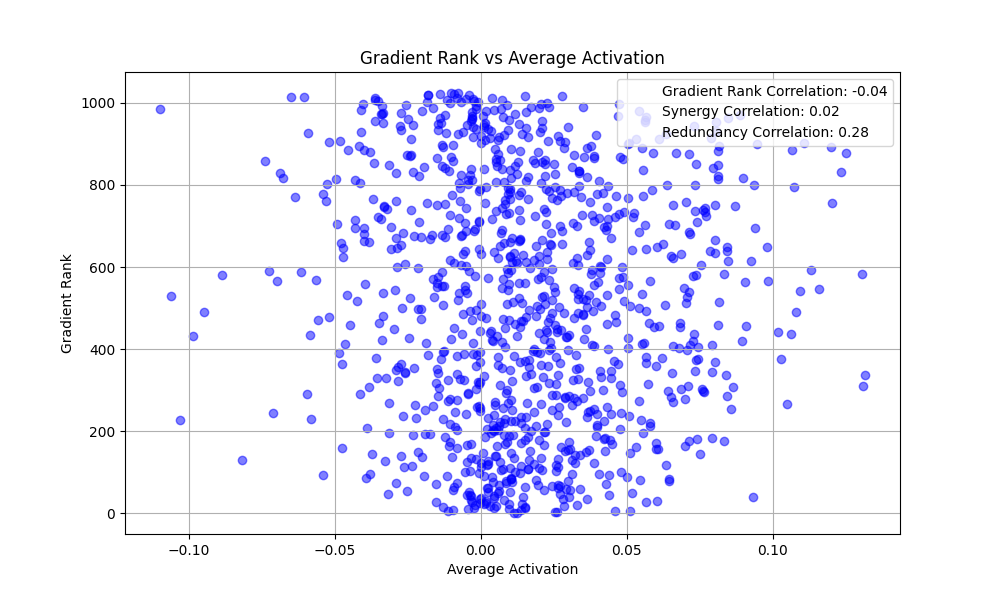 Gradient Rank vs Average Activation
Gradient Rank Correlation: -0.04
Synergy Correlation: 0.02
Redundancy Correlation: 0.28
Gradient Rank
1000
800
600
400
200
0
−0.10
−0.05
0.00
0.05
0.10
Average Activation